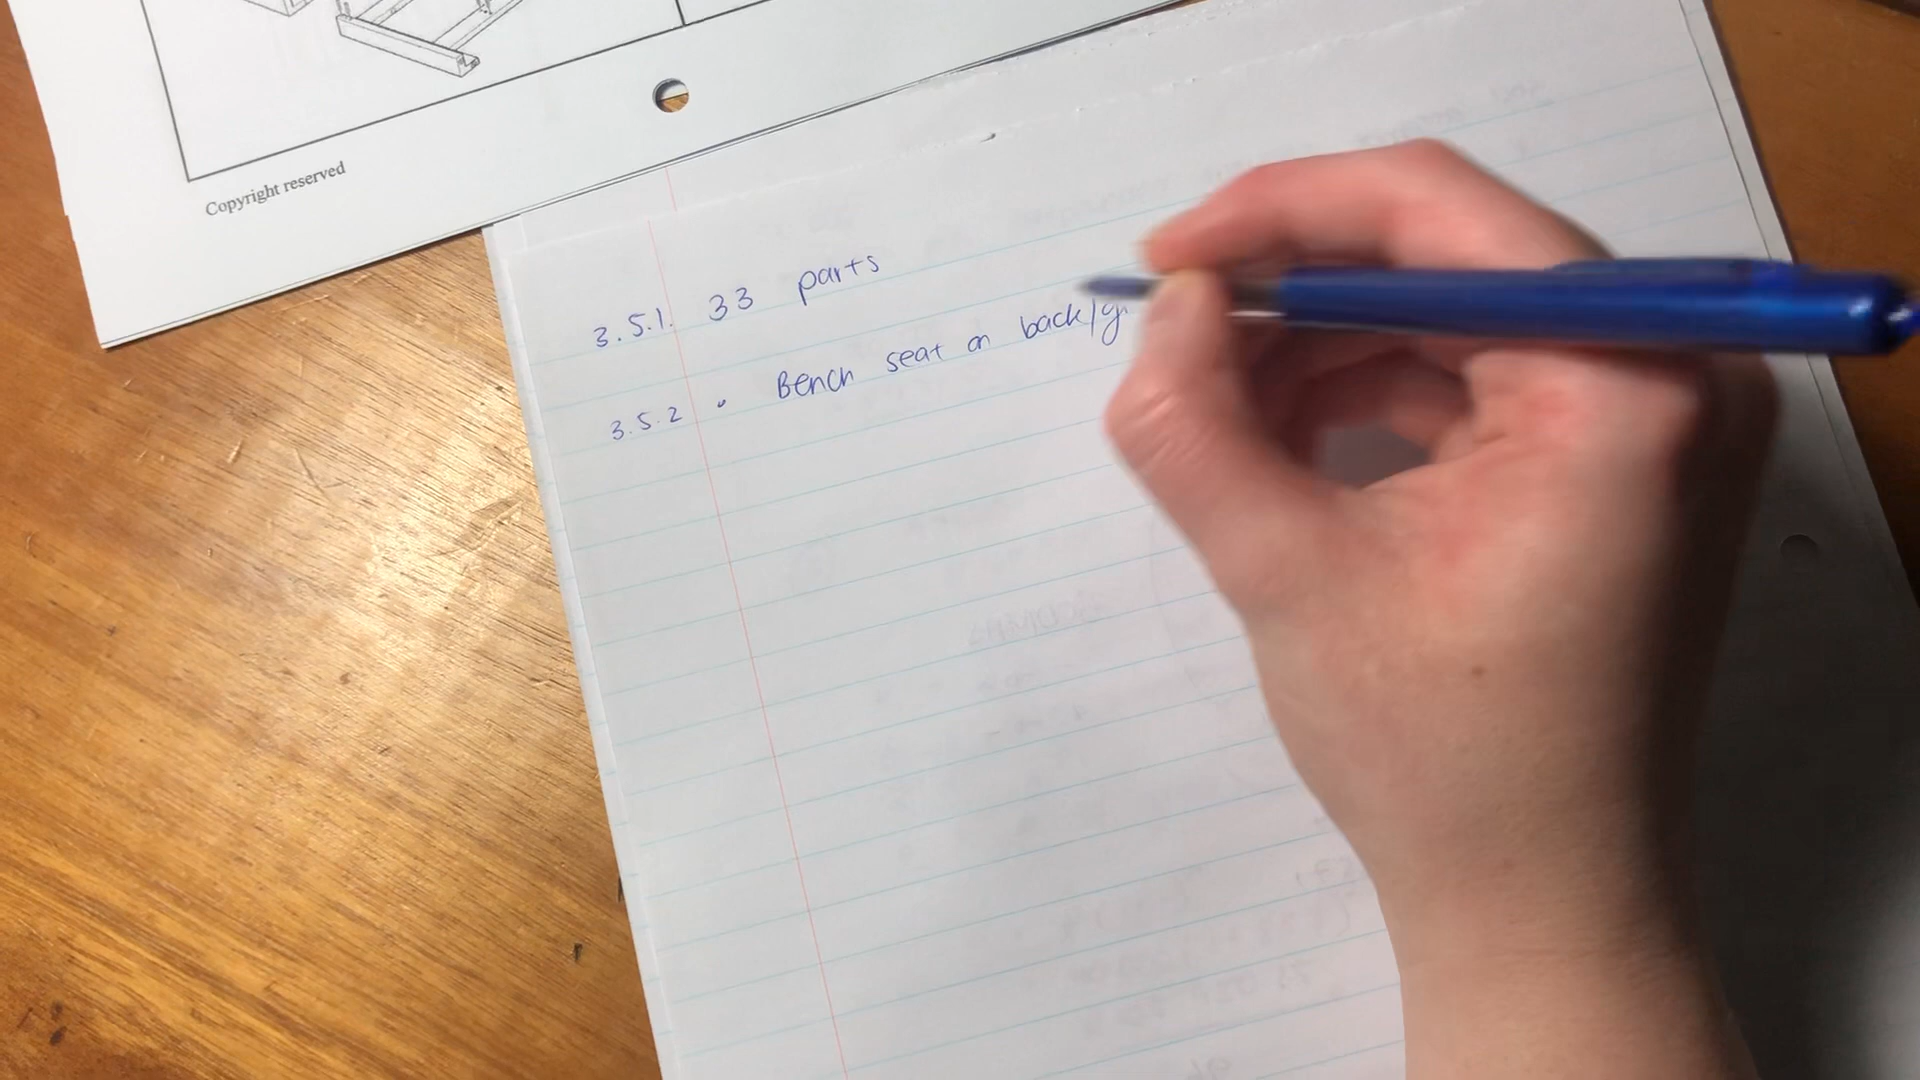 Copyright reserved
3.5.1. 33 parts
3.5.2 • Bench seat on back/